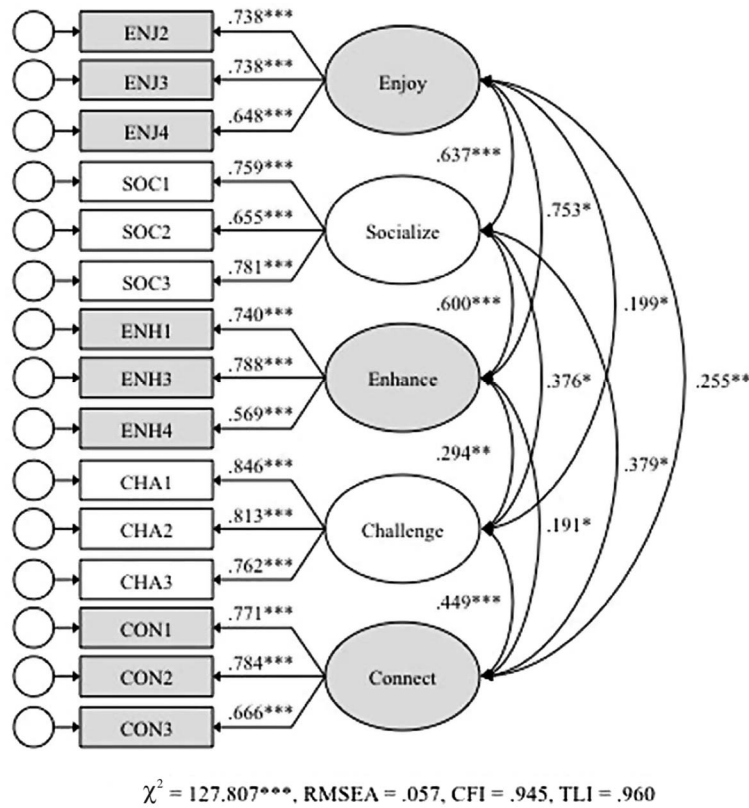 .738***
ENJ2
.738***
ENJ3
Enjoy
.648***
ENJ4
.637***
.759***
SOC1
.753*
.655***
SOC2
Socialize
.781***
SOC3
.600***
.199*
.740***
ENH1
.788***
ENH3
Enhance
.376*
.255**
.569***
ENH4
.294**
.379*
.846***
CHA1
.813***
CHA2
Challenge
.191*
.762***
CHA3
.449***
.771***
CON1
.784***
CON2
Connect
.666***
CON3
χ² = 127.807***, RMSEA = .057, CFI = .945, TLI = .960